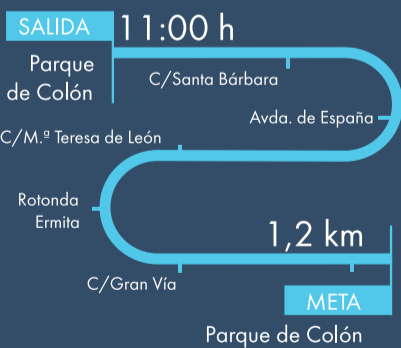 SALIDA 11:00 h
Parque
de Colón
C/Santa Bárbara
Avda. de España
C/M.ª Teresa de León
Rotonda
Ermita
1,2 km
C/Gran Vía
META
Parque de Colón